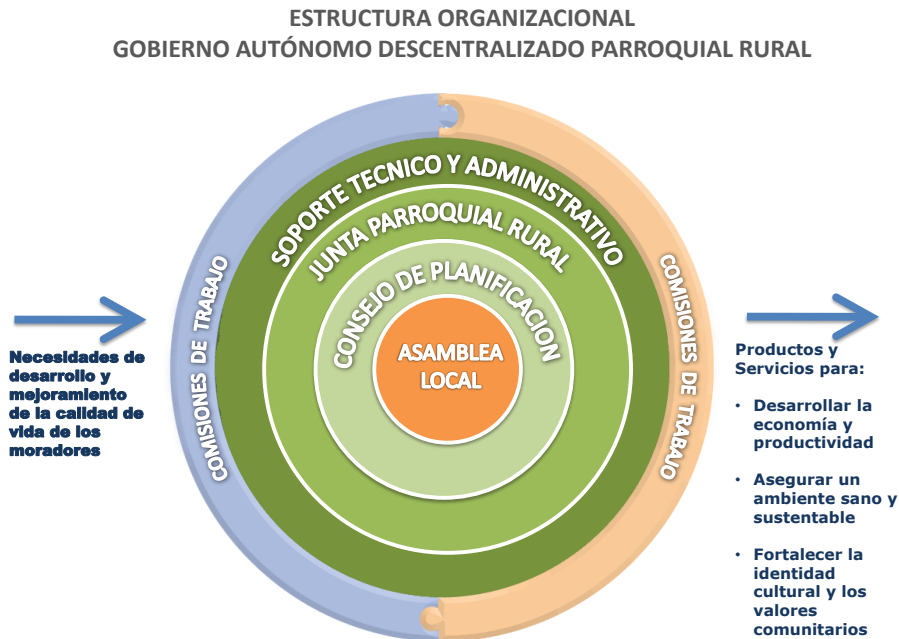 ESTRUCTURA ORGANIZACIONAL
GOBIERNO AUTÓNOMO DESCENTRALIZADO PARROQUIAL RURAL
SOPORTE TECNICO Y ADMINISTRATIVO
JUNTA PARROQUIAL RURAL
CONSEJO DE PLANIFICACION
ASAMBLEA
LOCAL
COMISIONES DE TRABAJO
COMISIONES DE TRABAJO
Necesidades de
desarrollo y
mejoramiento
de la calidad de
vida de los
moradores
Productos y
Servicios para:
• Desarrollar la
economía y
productividad
• Asegurar un
ambiente sano y
sustentable
• Fortalecer la
identidad
cultural y los
valores
comunitarios